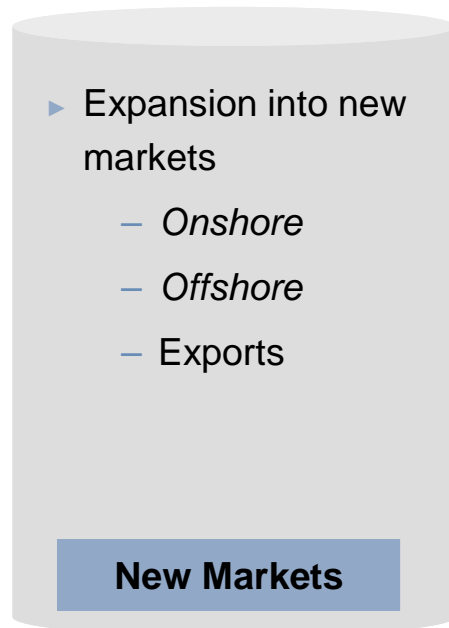 ► Expansion into new
markets
– Onshore
– Offshore
– Exports
New Markets